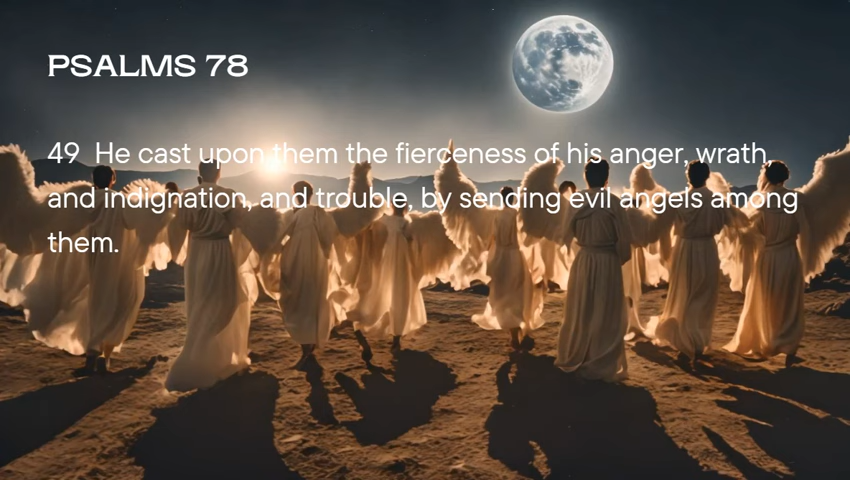 PSALMS 78
49 He cast upon them the fierceness of his anger, wrath,
and indignation, and trouble, by sending evil angels among
them.